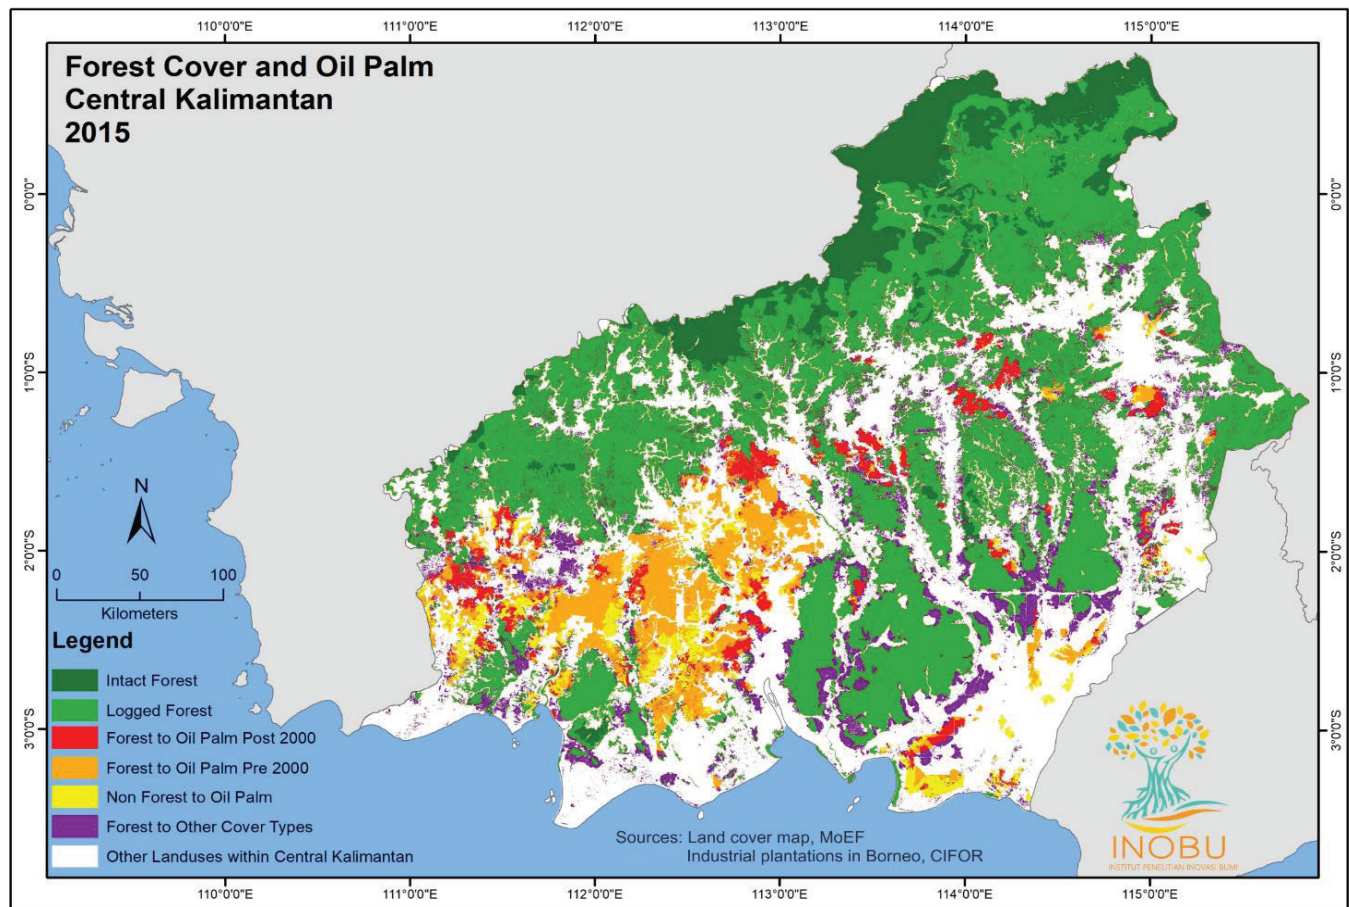 110°0'0"E 111°0'0"E 112°0'0"E 113°0'0"E 114°0'0"E 115°0'0"E
Forest Cover and Oil Palm
Central Kalimantan
2015
0°0'0" 0°0'0"
1°0'0"S 1°0'0"S
2°0'0"S 2°0'0"S
3°0'0"S 3°0'0"S
N
0 50 100
Kilometers
Legend
Intact Forest
Logged Forest
Forest to Oil Palm Post 2000
Forest to Oil Palm Pre 2000
Non Forest to Oil Palm
Forest to Other Cover Types
Other Landuses within Central Kalimantan
Sources: Land cover map, MoEF
Industrial plantations in Borneo, CIFOR
INOBU
INSTITUT PENELITIAN INOVASI BUMI
110°0'0"E 111°0'0"E 112°0'0"E 113°0'0"E 114°0'0"E 115°0'0"E